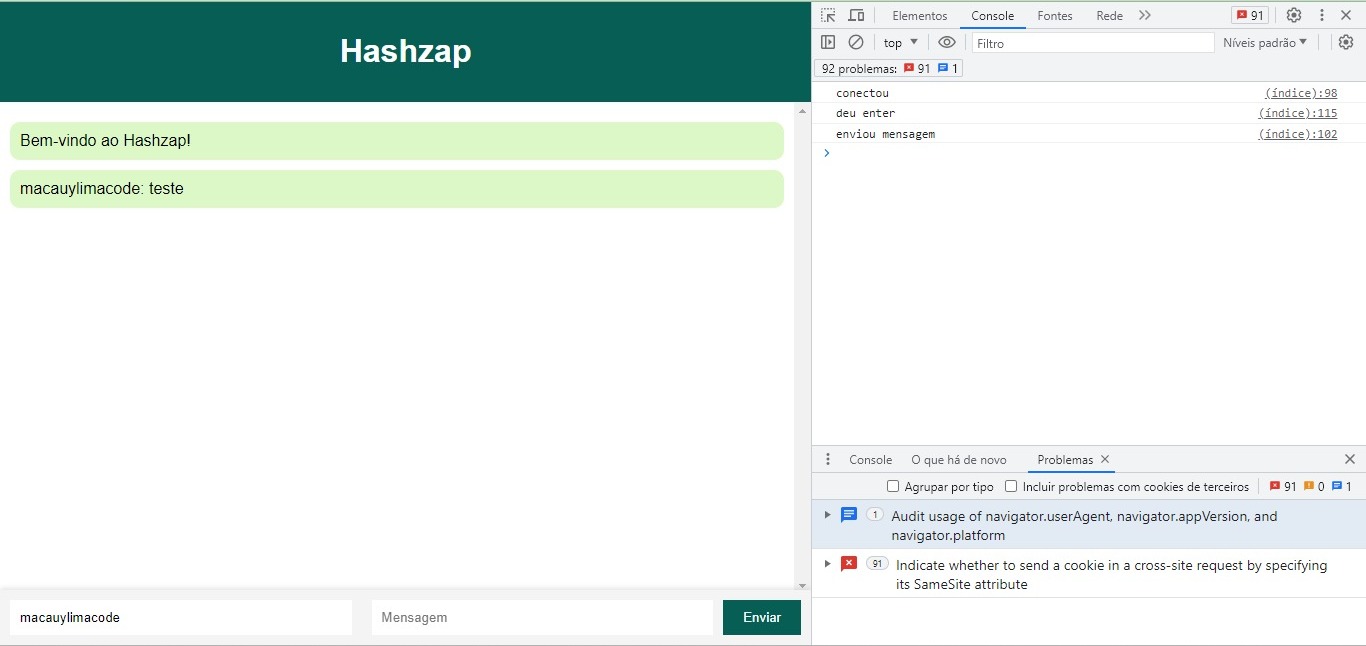 Hashzap
Bem-vindo ao Hashzap!
macauylimacode: teste
macauylimacode
Mensagem
Enviar
Elementos Console Fontes Rede 91
top Filtro Níveis padrão
92 problemas: 91 1
conectou (índice):98
deu enter (índice):115
enviou mensagem (índice):102
Console O que há de novo Problemas
Agrupar por tipo Incluir problemas com cookies de terceiros 91 0 1
1 Audit usage of navigator.userAgent, navigator.appVersion, and
navigator.platform
91 Indicate whether to send a cookie in a cross-site request by specifying
its SameSite attribute